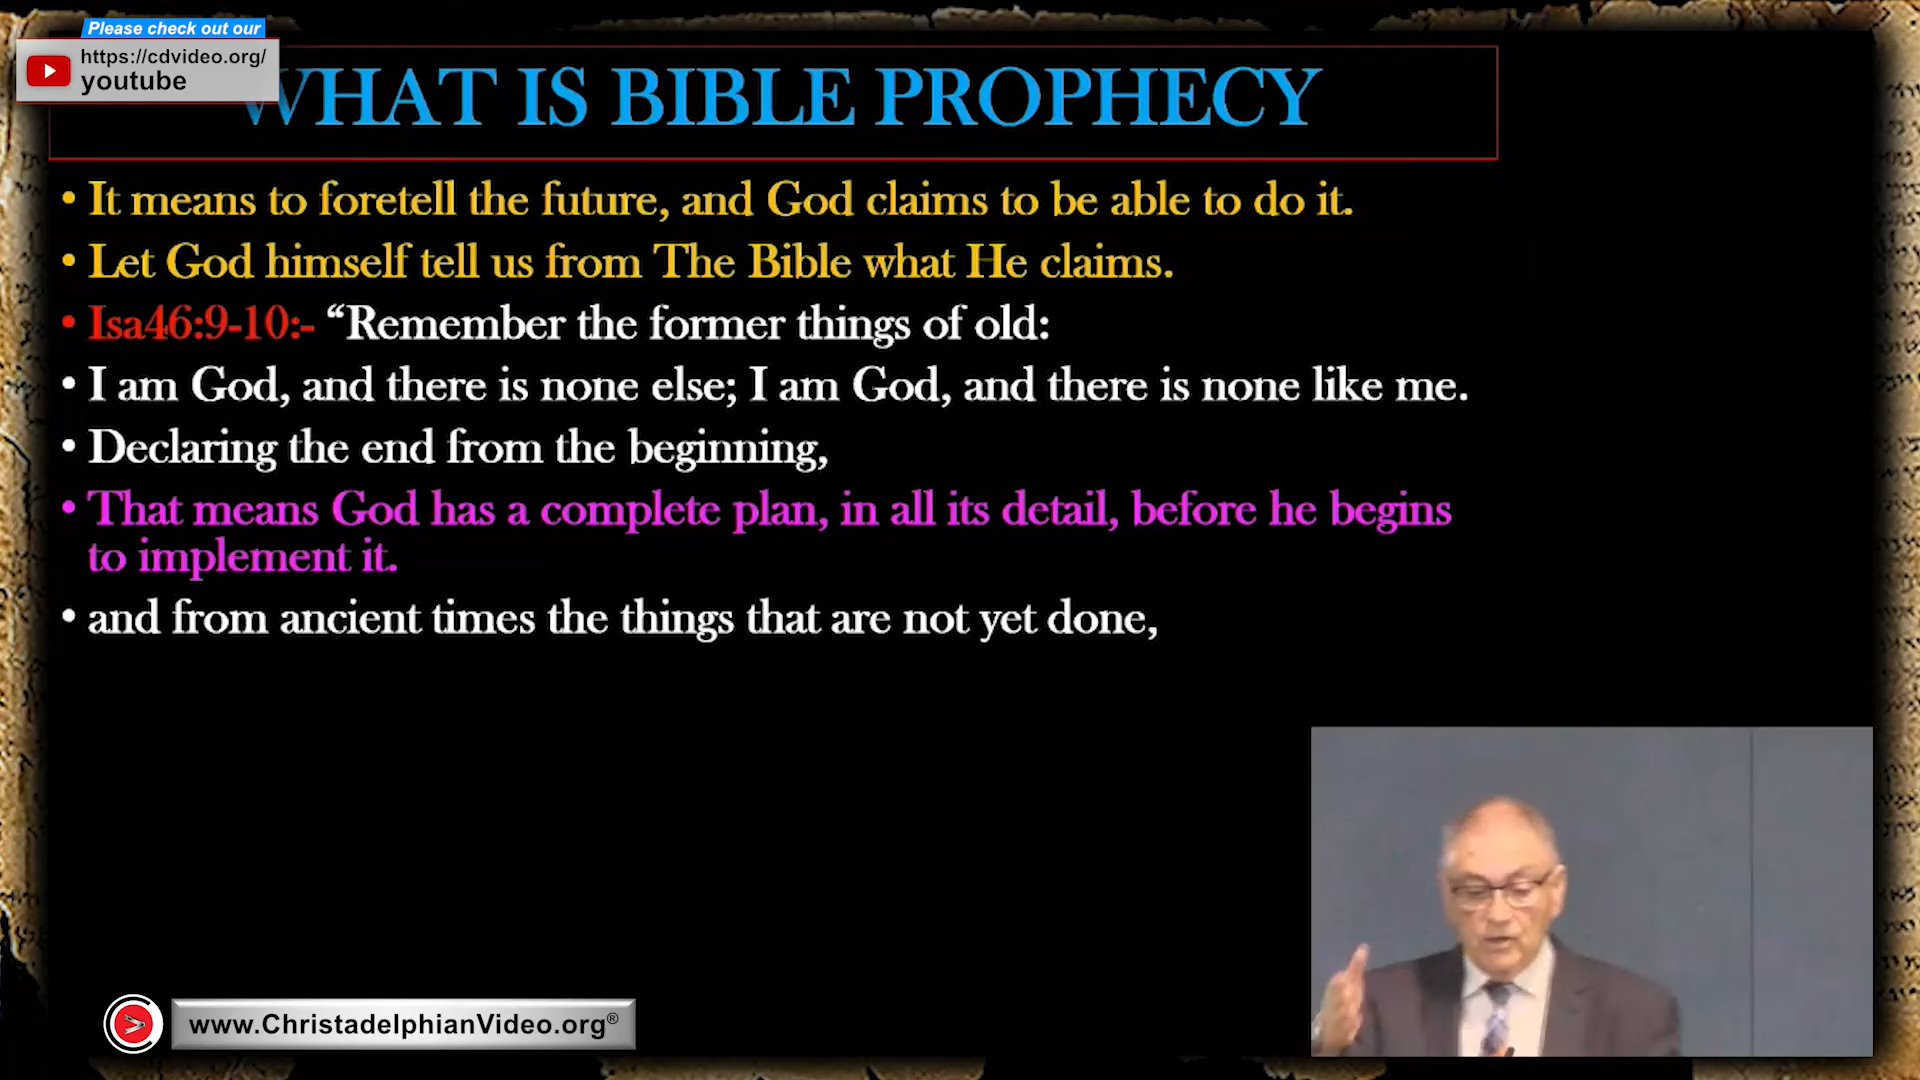 Please check out our
https://cdvideo.org/
youtube
WHAT IS BIBLE PROPHECY
• It means to foretell the future, and God claims to be able to do it.
• Let God himself tell us from The Bible what He claims.
• Isa46:9-10:- “Remember the former things of old:
• I am God, and there is none else; I am God, and there is none like me.
• Declaring the end from the beginning,
• That means God has a complete plan, in all its detail, before he begins
to implement it.
• and from ancient times the things that are not yet done,
www.ChristadelphianVideo.org®